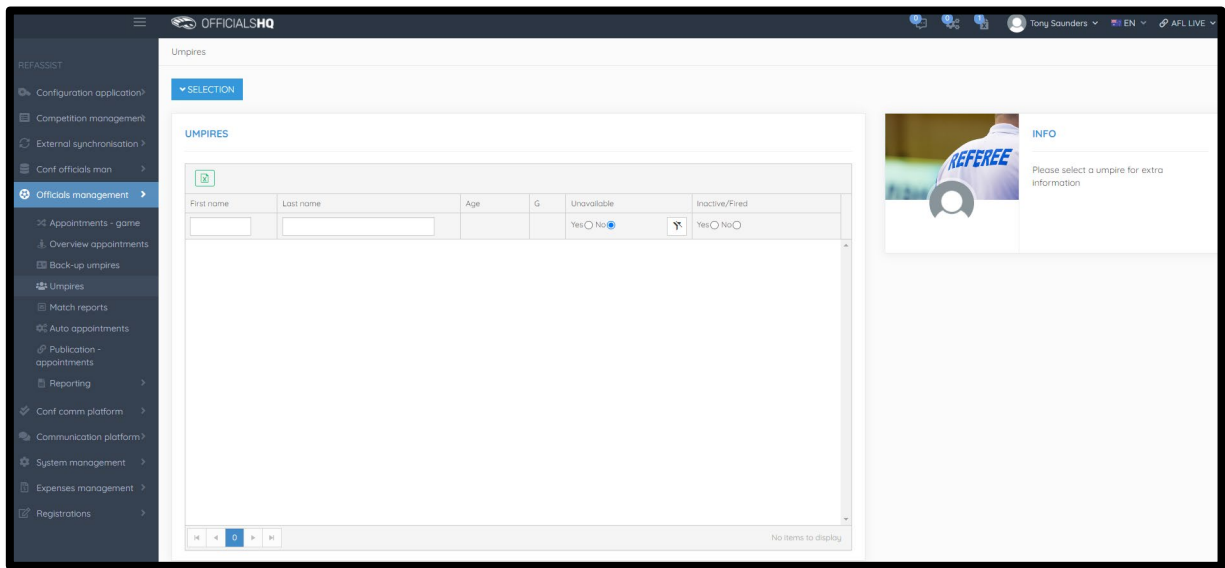 OFFICIALSHQ
0
0
1
Tony Saunders
EN
AFL LIVE
REFASSIST
Configuration application
Competition management
External synchronisation
Conf officials man
Officials management
Appointments - game
Overview appointments
Back-up umpires
Umpires
Match reports
Auto appointments
Publication -
appointments
Reporting
Conf comm platform
Communication platform
System management
Expenses management
Registrations
Umpires
SELECTION
UMPIRES
First name Last name Age G. Unavailable Inactive/Fired
Yes No Yes No
0 No items to display
REFEREE
INFO
Please select a umpire for extra
information